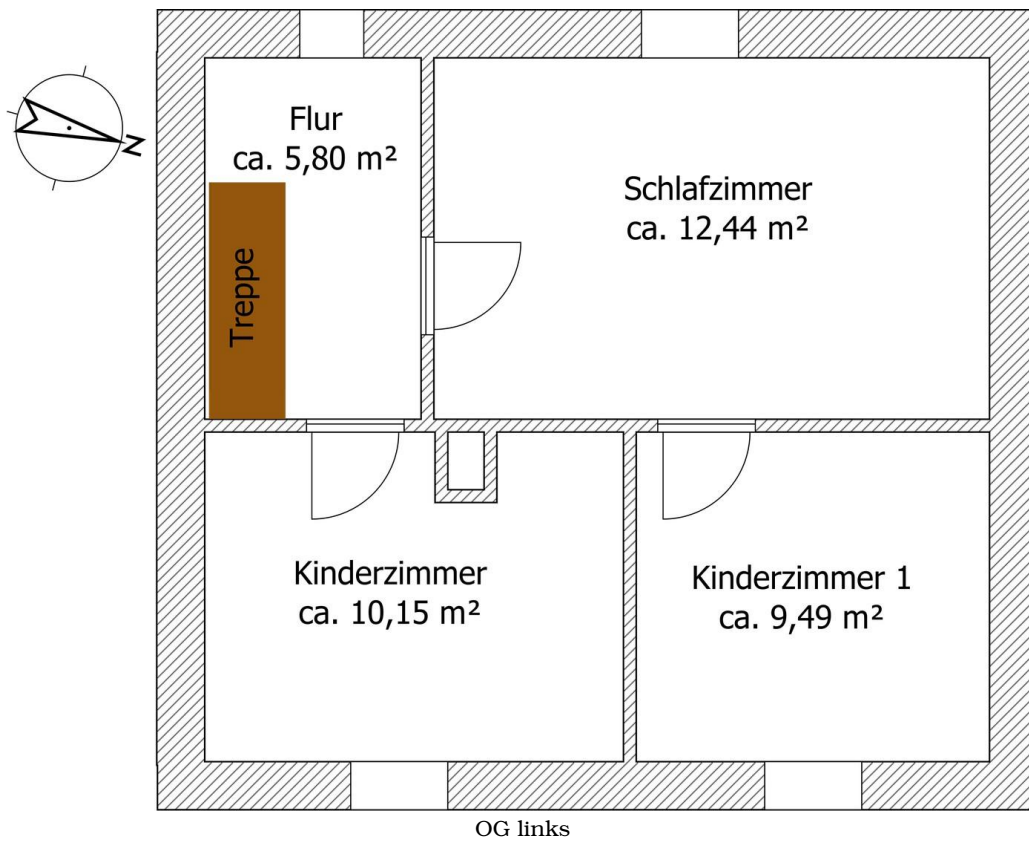 Flur
ca. 5,80 m²
N
Schlafzimmer
ca. 12,44 m²
Treppe
Kinderzimmer
ca. 10,15 m²
Kinderzimmer 1
ca. 9,49 m²
OG links